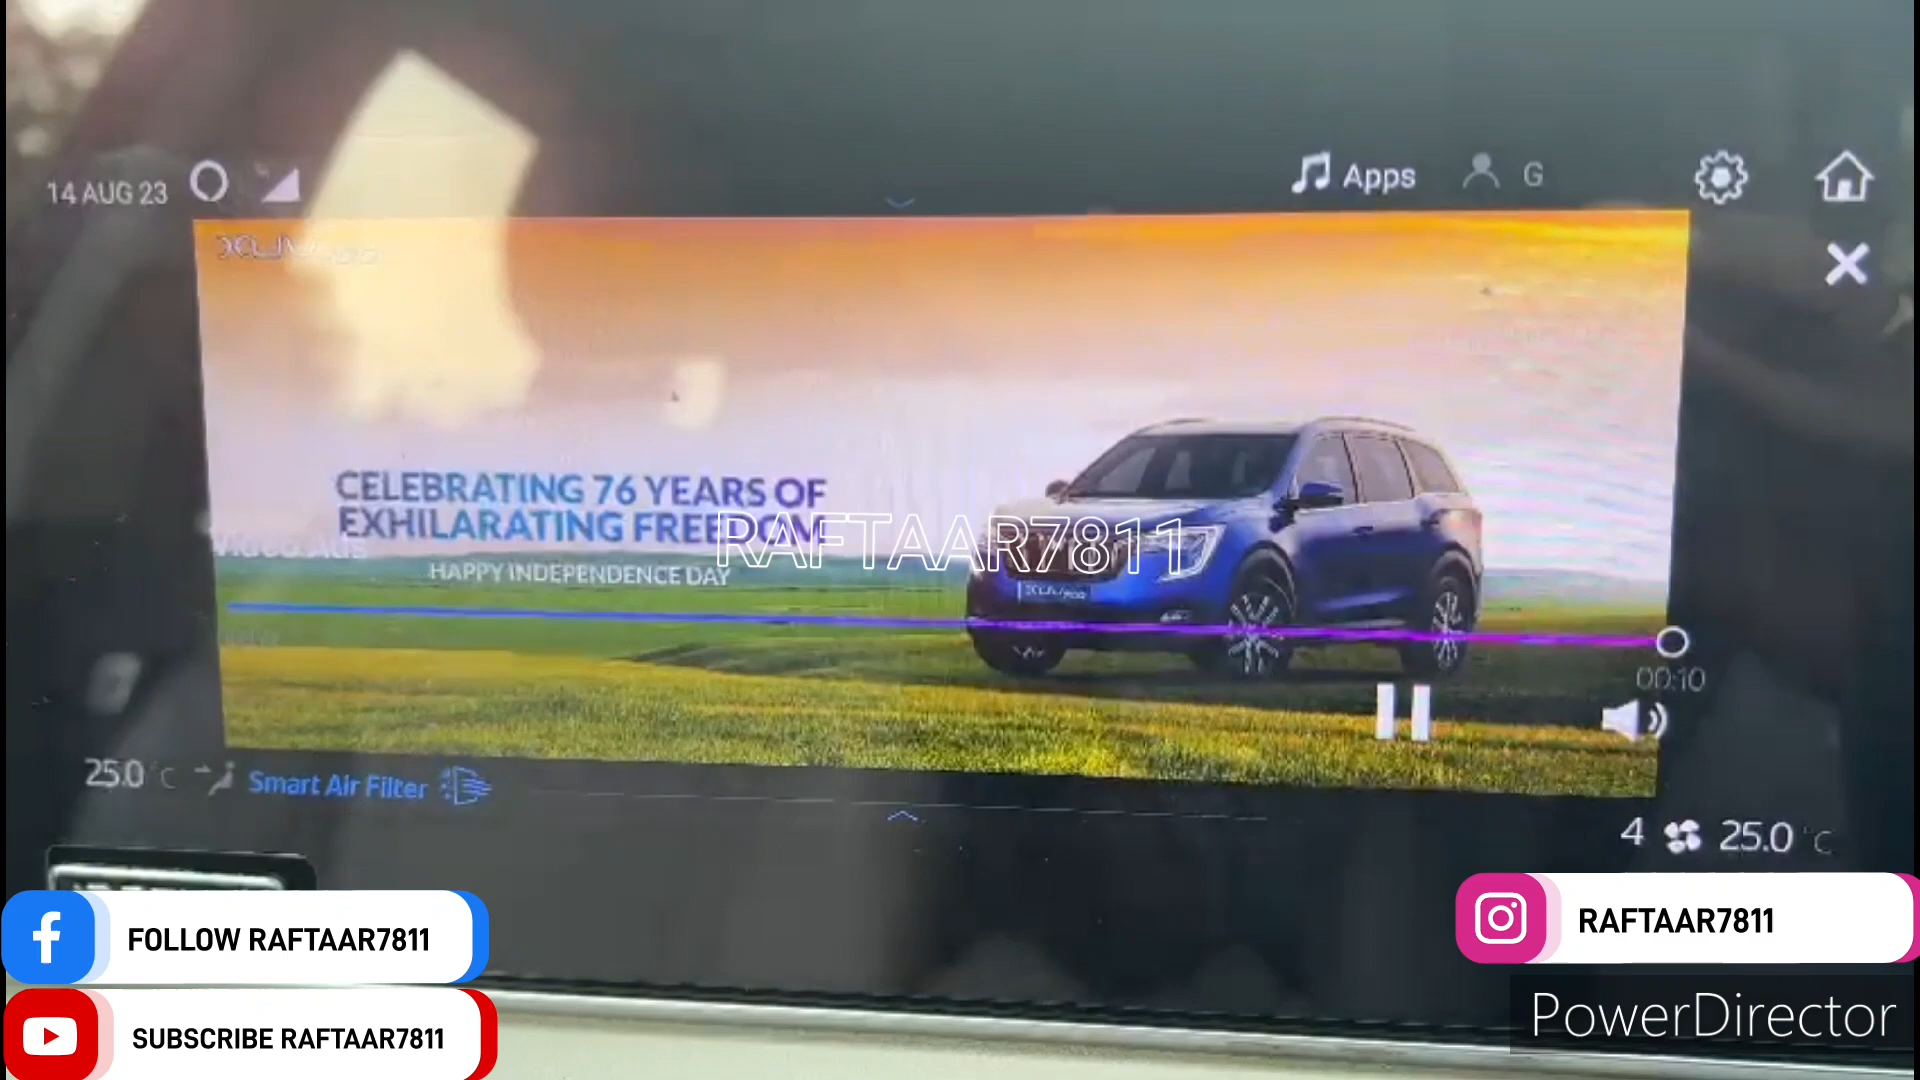 14 AUG 23
Apps
G
CELEBRATING 76 YEARS OF
EXHILARATING FREEDOM
RAFTAAR7811
HAPPY INDEPENDENCE DAY
XUV700
00:10
25.0 °C
Smart Air Filter
4
25.0 °C
FOLLOW RAFTAAR7811
RAFTAAR7811
SUBSCRIBE RAFTAAR7811
PowerDirector